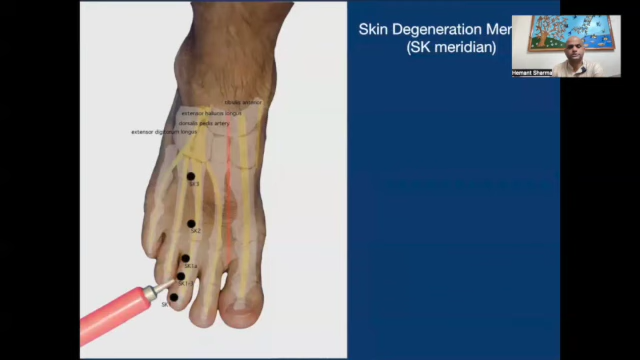 Skin Degeneration Mer
(SK meridian)
Hemant Sharma
tibialis anterior
extensor hallucis longus
dorsalis pedis artery
extensor digitorum longus
SK3
SK2
SK1a
SK1-1